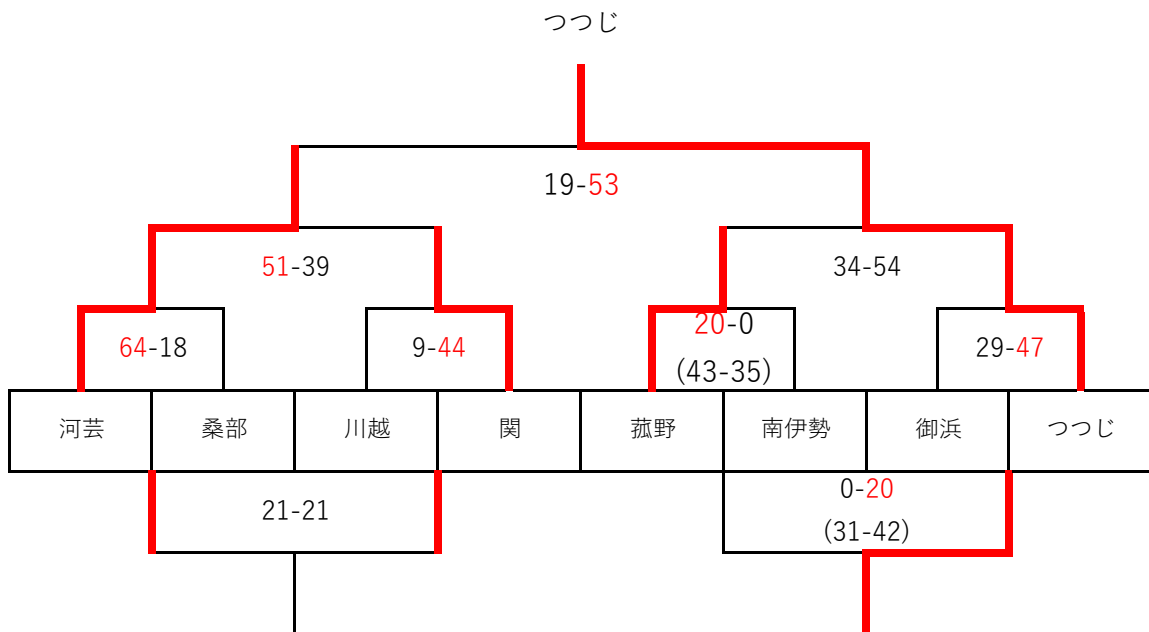 つつじ
19-53
51-39
34-54
64-18
9-44
20-0
(43-35)
29-47
河芸
桑部
川越
関
菰野
南伊勢
御浜
つつじ
21-21
0-20
(31-42)